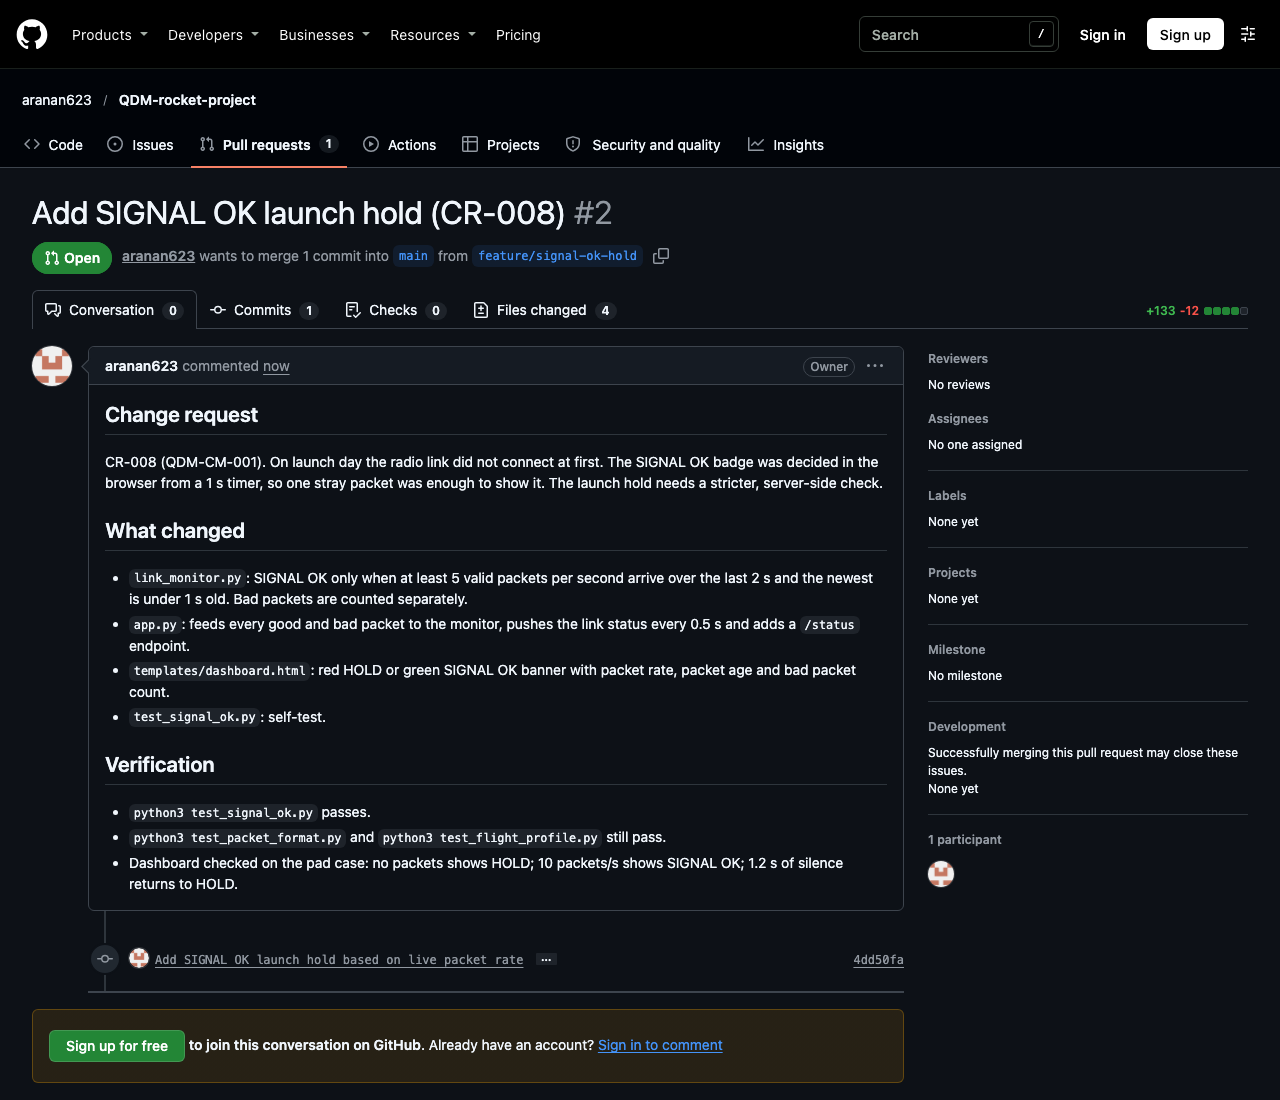 Products
Developers
Businesses
Resources
Pricing
Search
/
Sign in
Sign up
aranan623 / QDM-rocket-project
Code
Issues
Pull requests 1
Actions
Projects
Security and quality
Insights
Add SIGNAL OK launch hold (CR-008) #2
Open
aranan623 wants to merge 1 commit into main from feature/signal-ok-hold
Conversation 0
Commits 1
Checks 0
Files changed 4
+133 -12
aranan623 commented now
Owner
Change request
CR-008 (QDM-CM-001). On launch day the radio link did not connect at first. The SIGNAL OK badge was decided in the
browser from a 1 s timer, so one stray packet was enough to show it. The launch hold needs a stricter, server-side check.
What changed
link_monitor.py: SIGNAL OK only when at least 5 valid packets per second arrive over the last 2 s and the newest
is under 1 s old. Bad packets are counted separately.
app.py: feeds every good and bad packet to the monitor, pushes the link status every 0.5 s and adds a /status
endpoint.
templates/dashboard.html: red HOLD or green SIGNAL OK banner with packet rate, packet age and bad packet
count.
test_signal_ok.py: self-test.
Verification
python3 test_signal_ok.py passes.
python3 test_packet_format.py and python3 test_flight_profile.py still pass.
Dashboard checked on the pad case: no packets shows HOLD; 10 packets/s shows SIGNAL OK; 1.2 s of silence
returns to HOLD.
Add SIGNAL OK launch hold based on live packet rate
4dd50fa
Sign up for free to join this conversation on GitHub. Already have an account? Sign in to comment
Reviewers
No reviews
Assignees
No one assigned
Labels
None yet
Projects
None yet
Milestone
No milestone
Development
Successfully merging this pull request may close these
issues.
None yet
1 participant